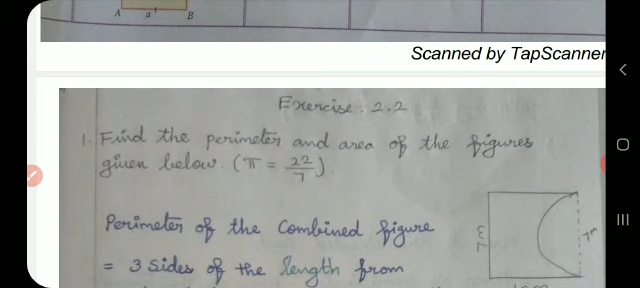 A a B
Scanned by TapScanner
Exercise : 2.2
1. Find the perimeter and area of the figures
given below. (π = 22/7).
Perimeter of the Combined figure
= 3 Sides of the length from
7 m
7 m